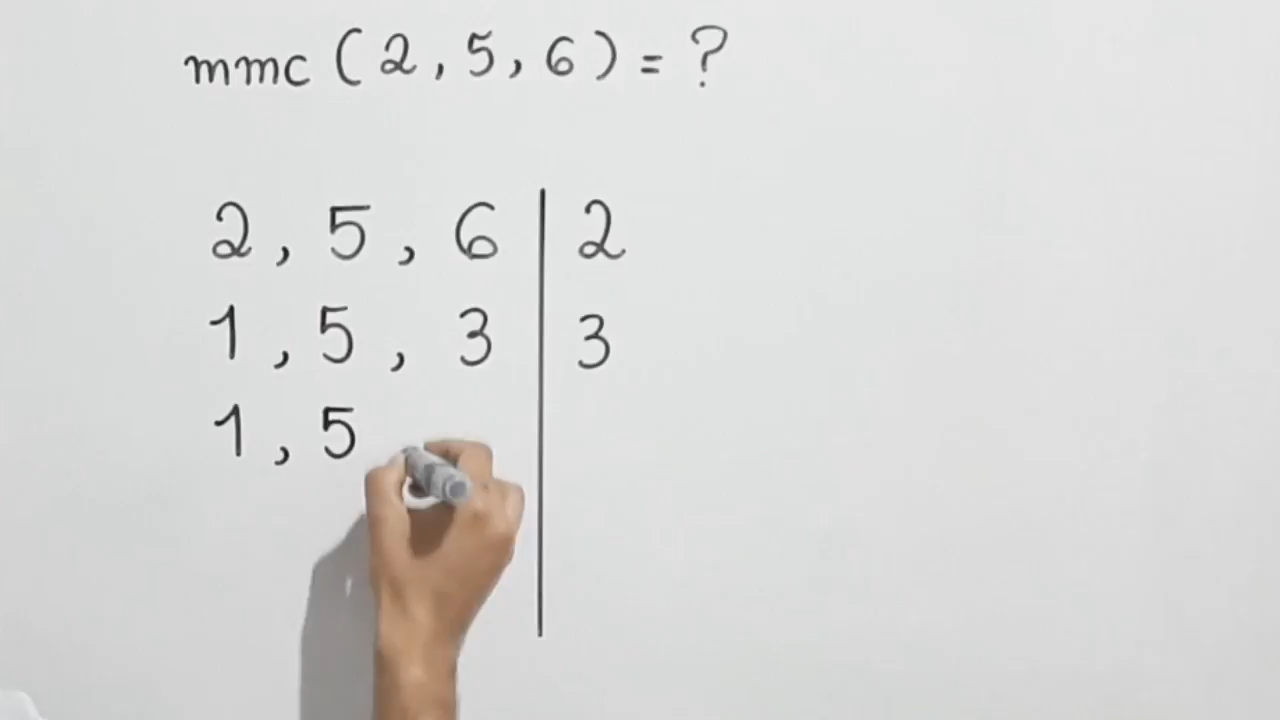 mmc (2, 5, 6) = ?
2, 5, 6 | 2
1, 5, 3 | 3
1, 5